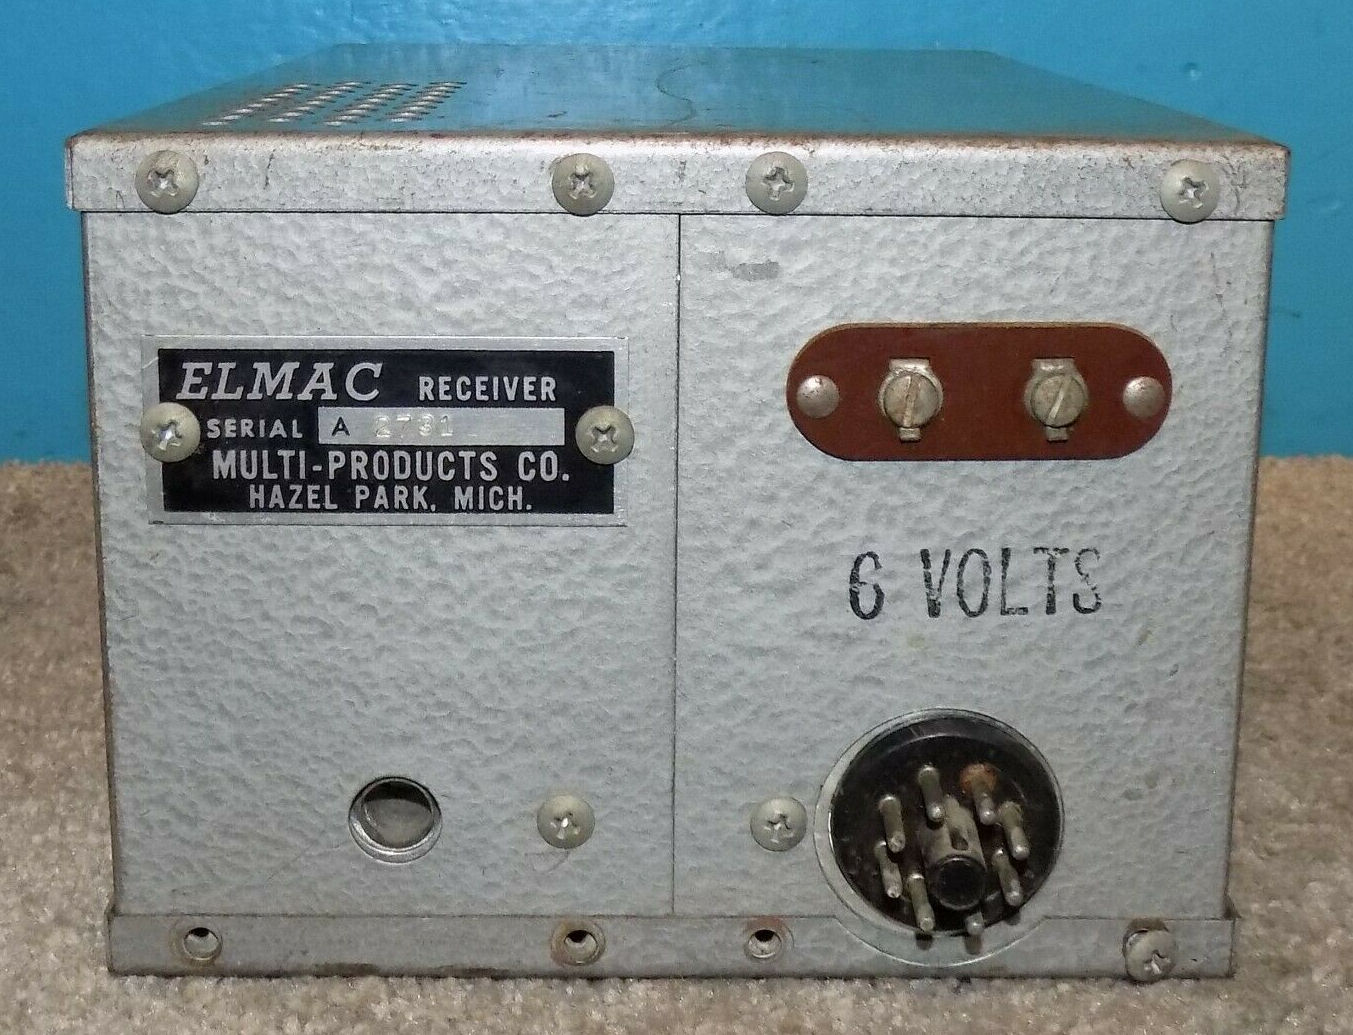 ELMAC RECEIVER
SERIAL A 2731
MULTI-PRODUCTS CO.
HAZEL PARK, MICH.
6 VOLTS